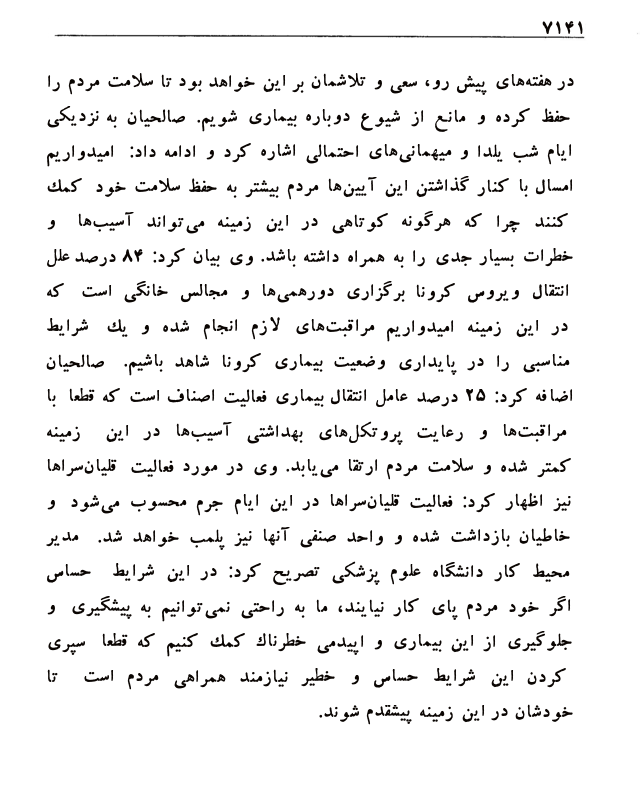 ۷۱۴۱
در هفته‌های پیش رو، سعی و تلاشمان بر این خواهد بود تا سلامت مردم را
حفظ کرده و مانع از شیوع دوباره بیماری شویم. صالحیان به نزدیکی
ایام شب یلدا و میهمانی‌های احتمالی اشاره کرد و ادامه داد: امیدواریم
امسال با کنار گذاشتن این آیین‌ها مردم بیشتر به حفظ سلامت خود کمك
کنند چرا که هرگونه کوتاهی در این زمینه می‌تواند آسیب‌ها و
خطرات بسیار جدی را به همراه داشته باشد. وی بیان کرد: ۸۴ درصد علل
انتقال ویروس کرونا برگزاری دورهمی‌ها و مجالس خانگی است که
در این زمینه امیدواریم مراقبت‌های لازم انجام شده و یك شرایط
مناسبی را در پایداری وضعیت بیماری کرونا شاهد باشیم. صالحیان
اضافه کرد: ۲۵ درصد عامل انتقال بیماری فعالیت اصناف است که قطعا با
مراقبت‌ها و رعایت پروتکل‌های بهداشتی آسیب‌ها در این زمینه
کمتر شده و سلامت مردم ارتقا می‌یابد. وی در مورد فعالیت قلیان‌سراها
نیز اظهار کرد: فعالیت قلیان‌سراها در این ایام جرم محسوب می‌شود و
خاطیان بازداشت شده و واحد صنفی آنها نیز پلمب خواهد شد. مدیر
محیط کار دانشگاه علوم پزشکی تصریح کرد: در این شرایط حساس
اگر خود مردم پای کار نیایند، ما به راحتی نمی‌توانیم به پیشگیری و
جلوگیری از این بیماری و اپیدمی خطرناك کمك کنیم که قطعا سپری
کردن این شرایط حساس و خطیر نیازمند همراهی مردم است تا
خودشان در این زمینه پیشقدم شوند.